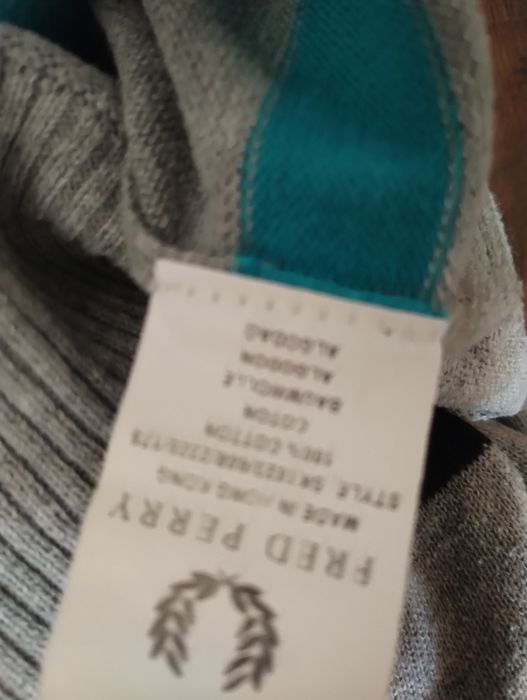 FRED PERRY
MADE IN HONG KONG
STYLE
100% COTTON
COTON
BAUMWOLLE
ALGODON
ALGODAO